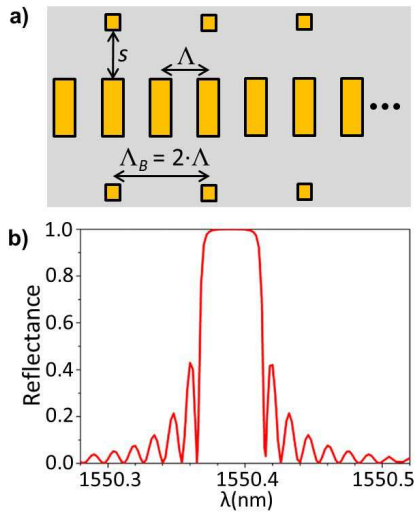 a)
s
Λ
Λ_B = 2·Λ
b)
Reflectance
1.0
0.8
0.6
0.4
0.2
0.0
1550.3
1550.4
1550.5
λ(nm)